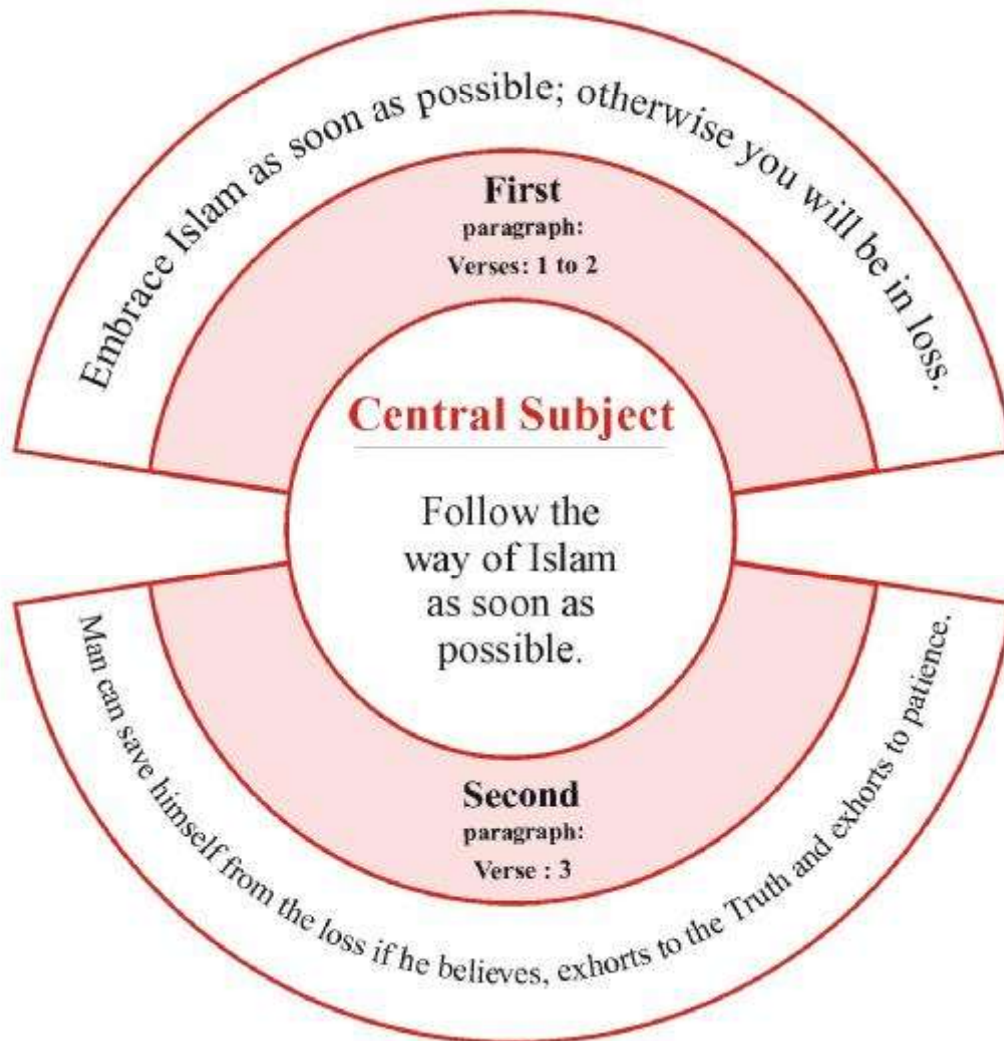 Embrace Islam as soon as possible; otherwise you will be in loss.
First
paragraph:
Verses: 1 to 2
Central Subject
Follow the
way of Islam
as soon as
possible.
Second
paragraph:
Verse : 3
Man can save himself from the loss if he believes, exhorts to the Truth and exhorts to patience.